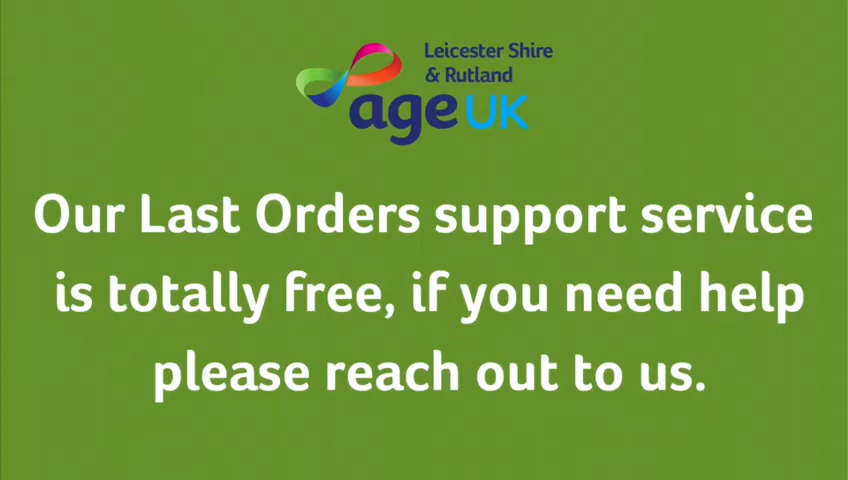 Leicester Shire
& Rutland
age UK
Our Last Orders support service
is totally free, if you need help
please reach out to us.